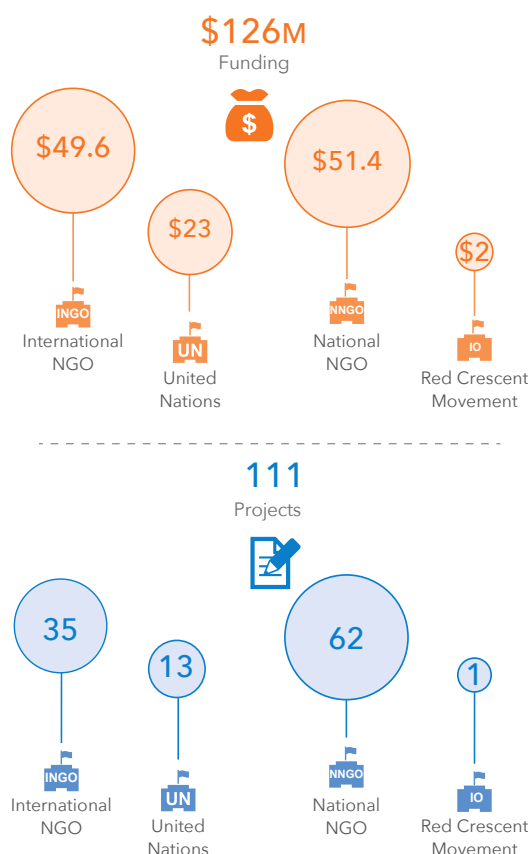 $126M
Funding
$
$49.6
$51.4
$23
$2
INGO
NNGO
UN
IO
International
NGO
United
Nations
National
NGO
Red Crescent
Movement
111
Projects
35
13
62
1
INGO
UN
NNGO
IO
International
NGO
United
Nations
National
NGO
Red Crescent
Movement